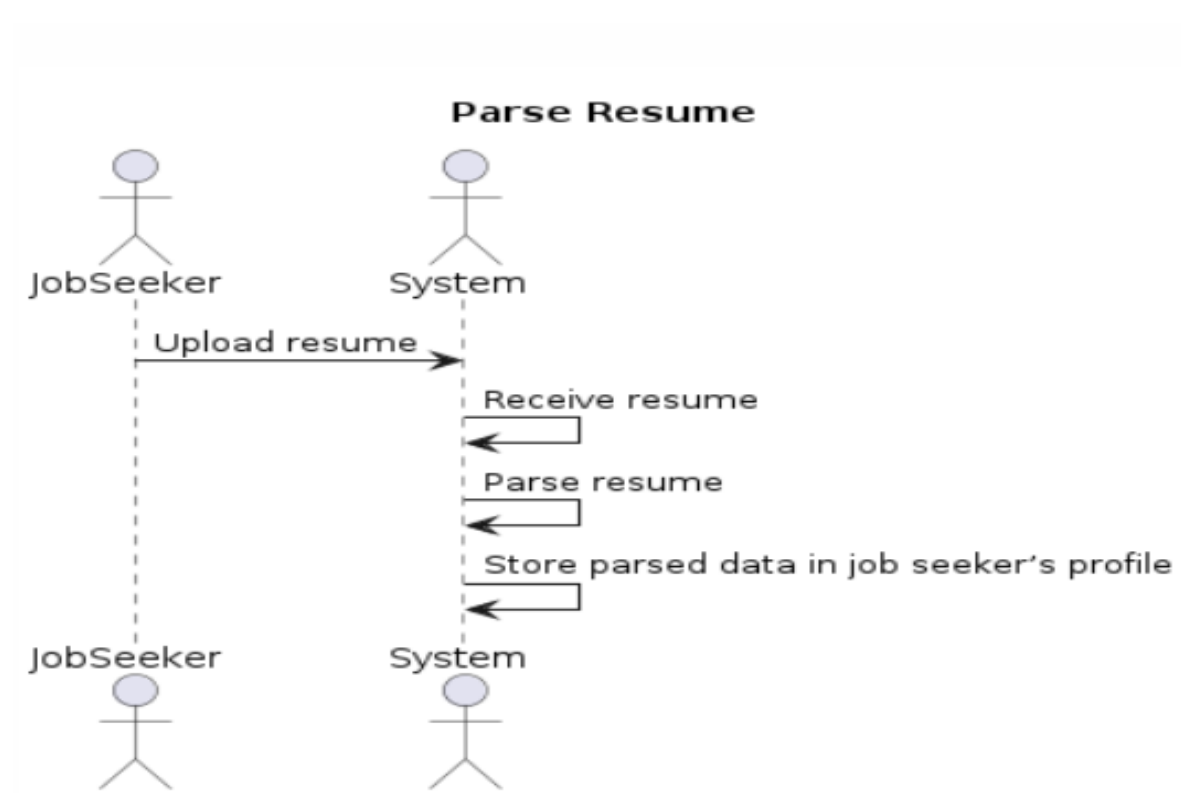 Parse Resume
JobSeeker System
Upload resume
Receive resume
Parse resume
Store parsed data in job seeker’s profile
JobSeeker System